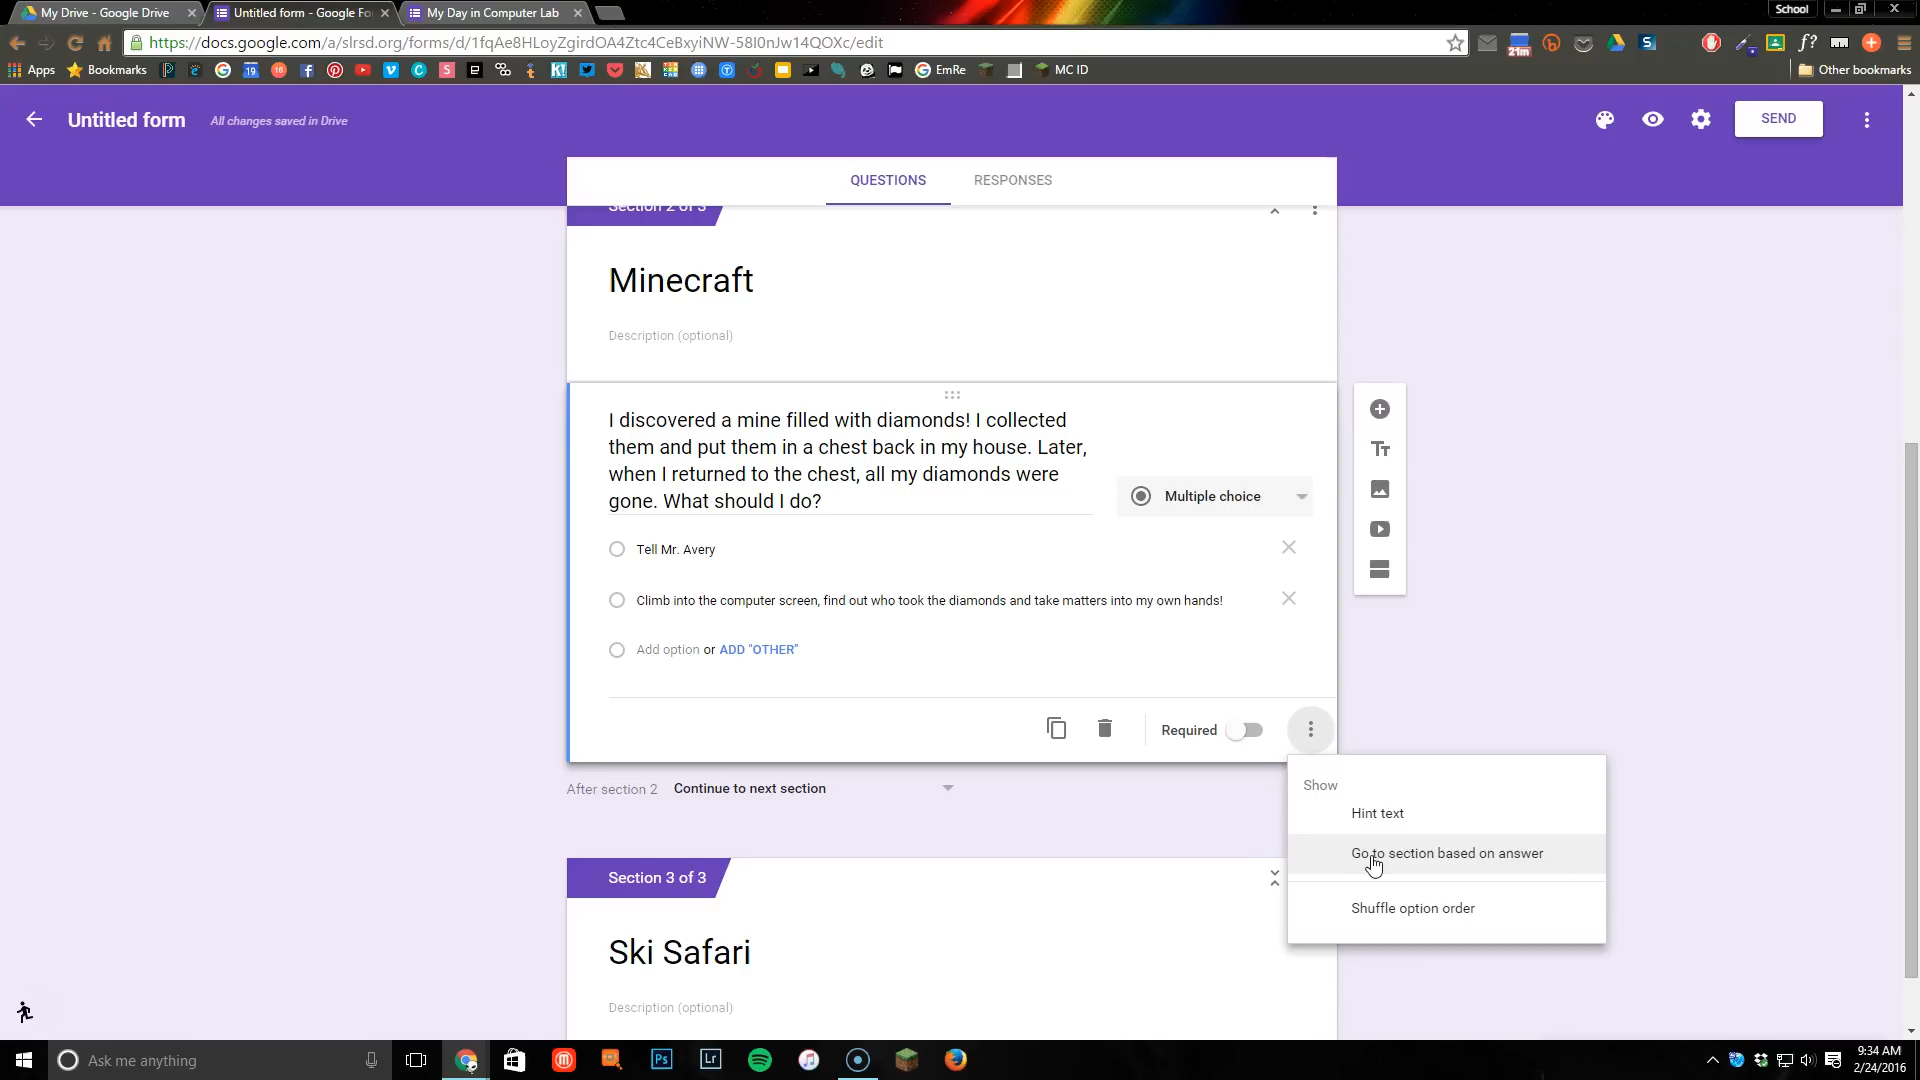 My Drive - Google Drive
Untitled form - Google Fo
My Day in Computer Lab
School
https://docs.google.com/a/slrsd.org/forms/d/1fqAe8HLoyZgirdOA4Ztc4CeBxyiNW-58I0nJw14QOXc/edit
21m
f?
Apps
Bookmarks
EmRe
MC ID
Other bookmarks
Untitled form
All changes saved in Drive
SEND
QUESTIONS
RESPONSES
Section 2 of 3
Minecraft
Description (optional)
I discovered a mine filled with diamonds! I collected
them and put them in a chest back in my house. Later,
when I returned to the chest, all my diamonds were
gone. What should I do?
Multiple choice
Tell Mr. Avery
Climb into the computer screen, find out who took the diamonds and take matters into my own hands!
Add option or ADD "OTHER"
Required
After section 2 Continue to next section
Show
Hint text
Go to section based on answer
Shuffle option order
Section 3 of 3
Ski Safari
Description (optional)
Ask me anything
Ps
Lr
9:34 AM
2/24/2016